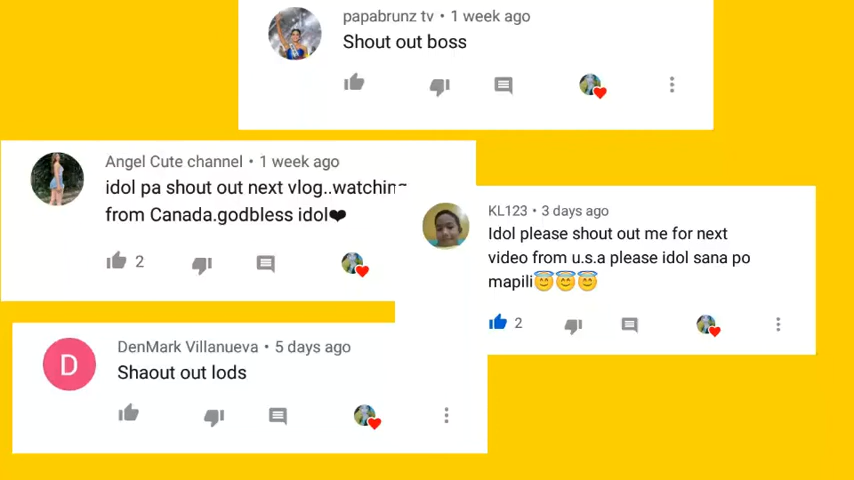 papabrunz tv • 1 week ago
Shout out boss
Angel Cute channel • 1 week ago
idol pa shout out next vlog..watching
from Canada.godbless idol❤
2
KL123 • 3 days ago
Idol please shout out me for next
video from u.s.a please idol sana po
mapili😇😇😇
2
DenMark Villanueva • 5 days ago
D
Shaout out lods